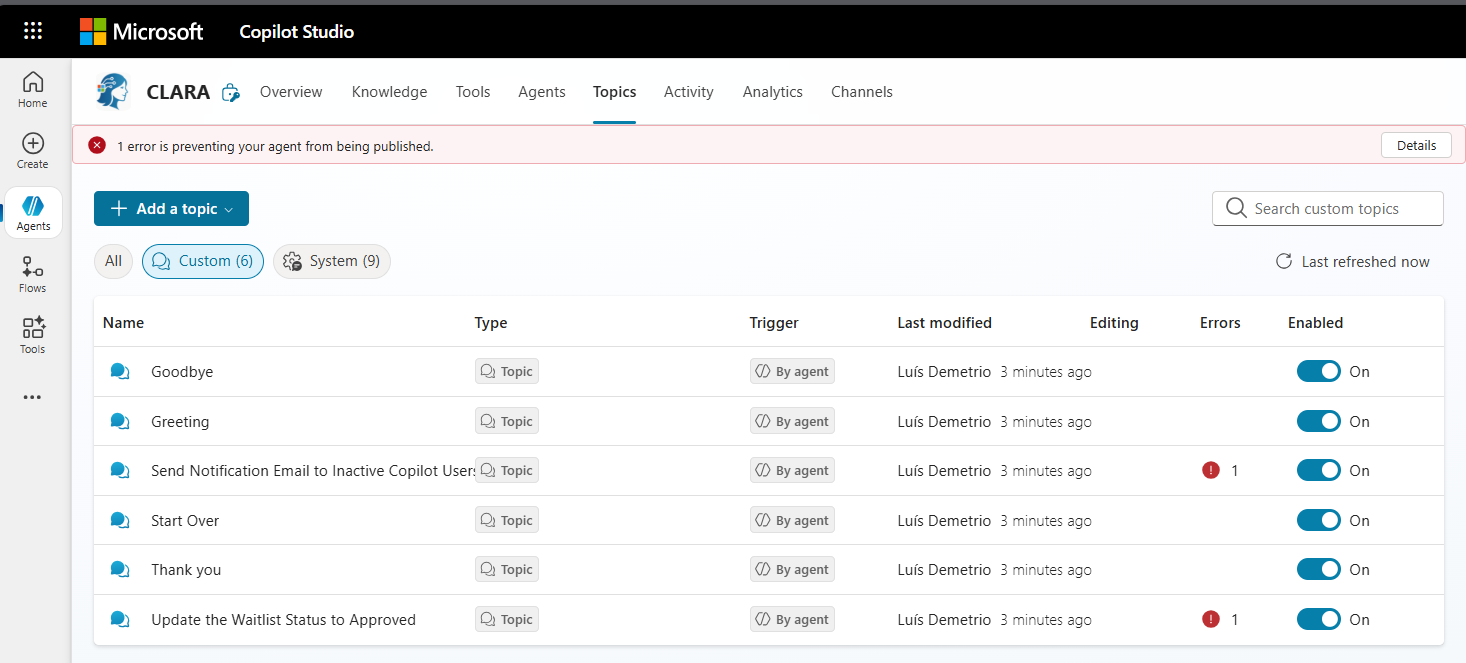 Microsoft Copilot Studio
Home
Create
Agents
Flows
Tools
CLARA Overview Knowledge Tools Agents Topics Activity Analytics Channels
1 error is preventing your agent from being published. Details
Add a topic Search custom topics
All Custom (6) System (9) Last refreshed now
Name Type Trigger Last modified Editing Errors Enabled
Goodbye Topic By agent Luís Demetrio 3 minutes ago On
Greeting Topic By agent Luís Demetrio 3 minutes ago On
Send Notification Email to Inactive Copilot Users Topic By agent Luís Demetrio 3 minutes ago 1 On
Start Over Topic By agent Luís Demetrio 3 minutes ago On
Thank you Topic By agent Luís Demetrio 3 minutes ago On
Update the Waitlist Status to Approved Topic By agent Luís Demetrio 3 minutes ago 1 On